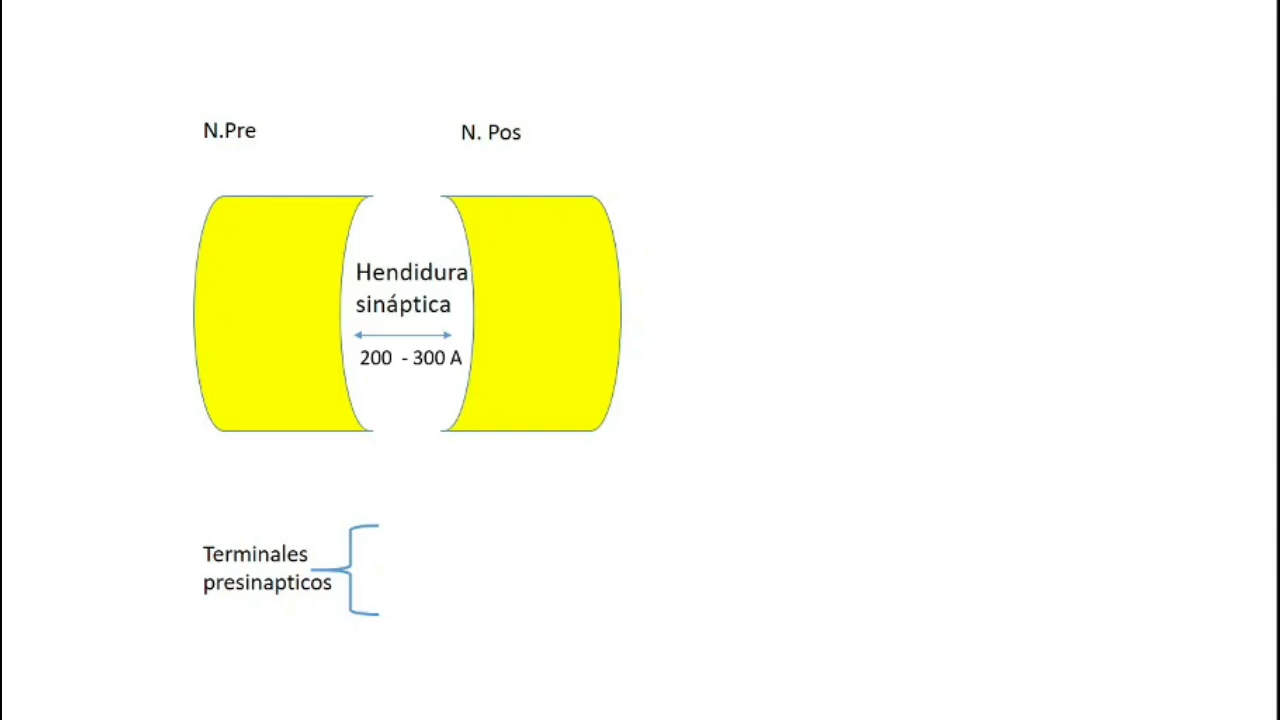 N.Pre
N. Pos
Hendidura
sináptica
200 - 300 A
Terminales
presinapticos